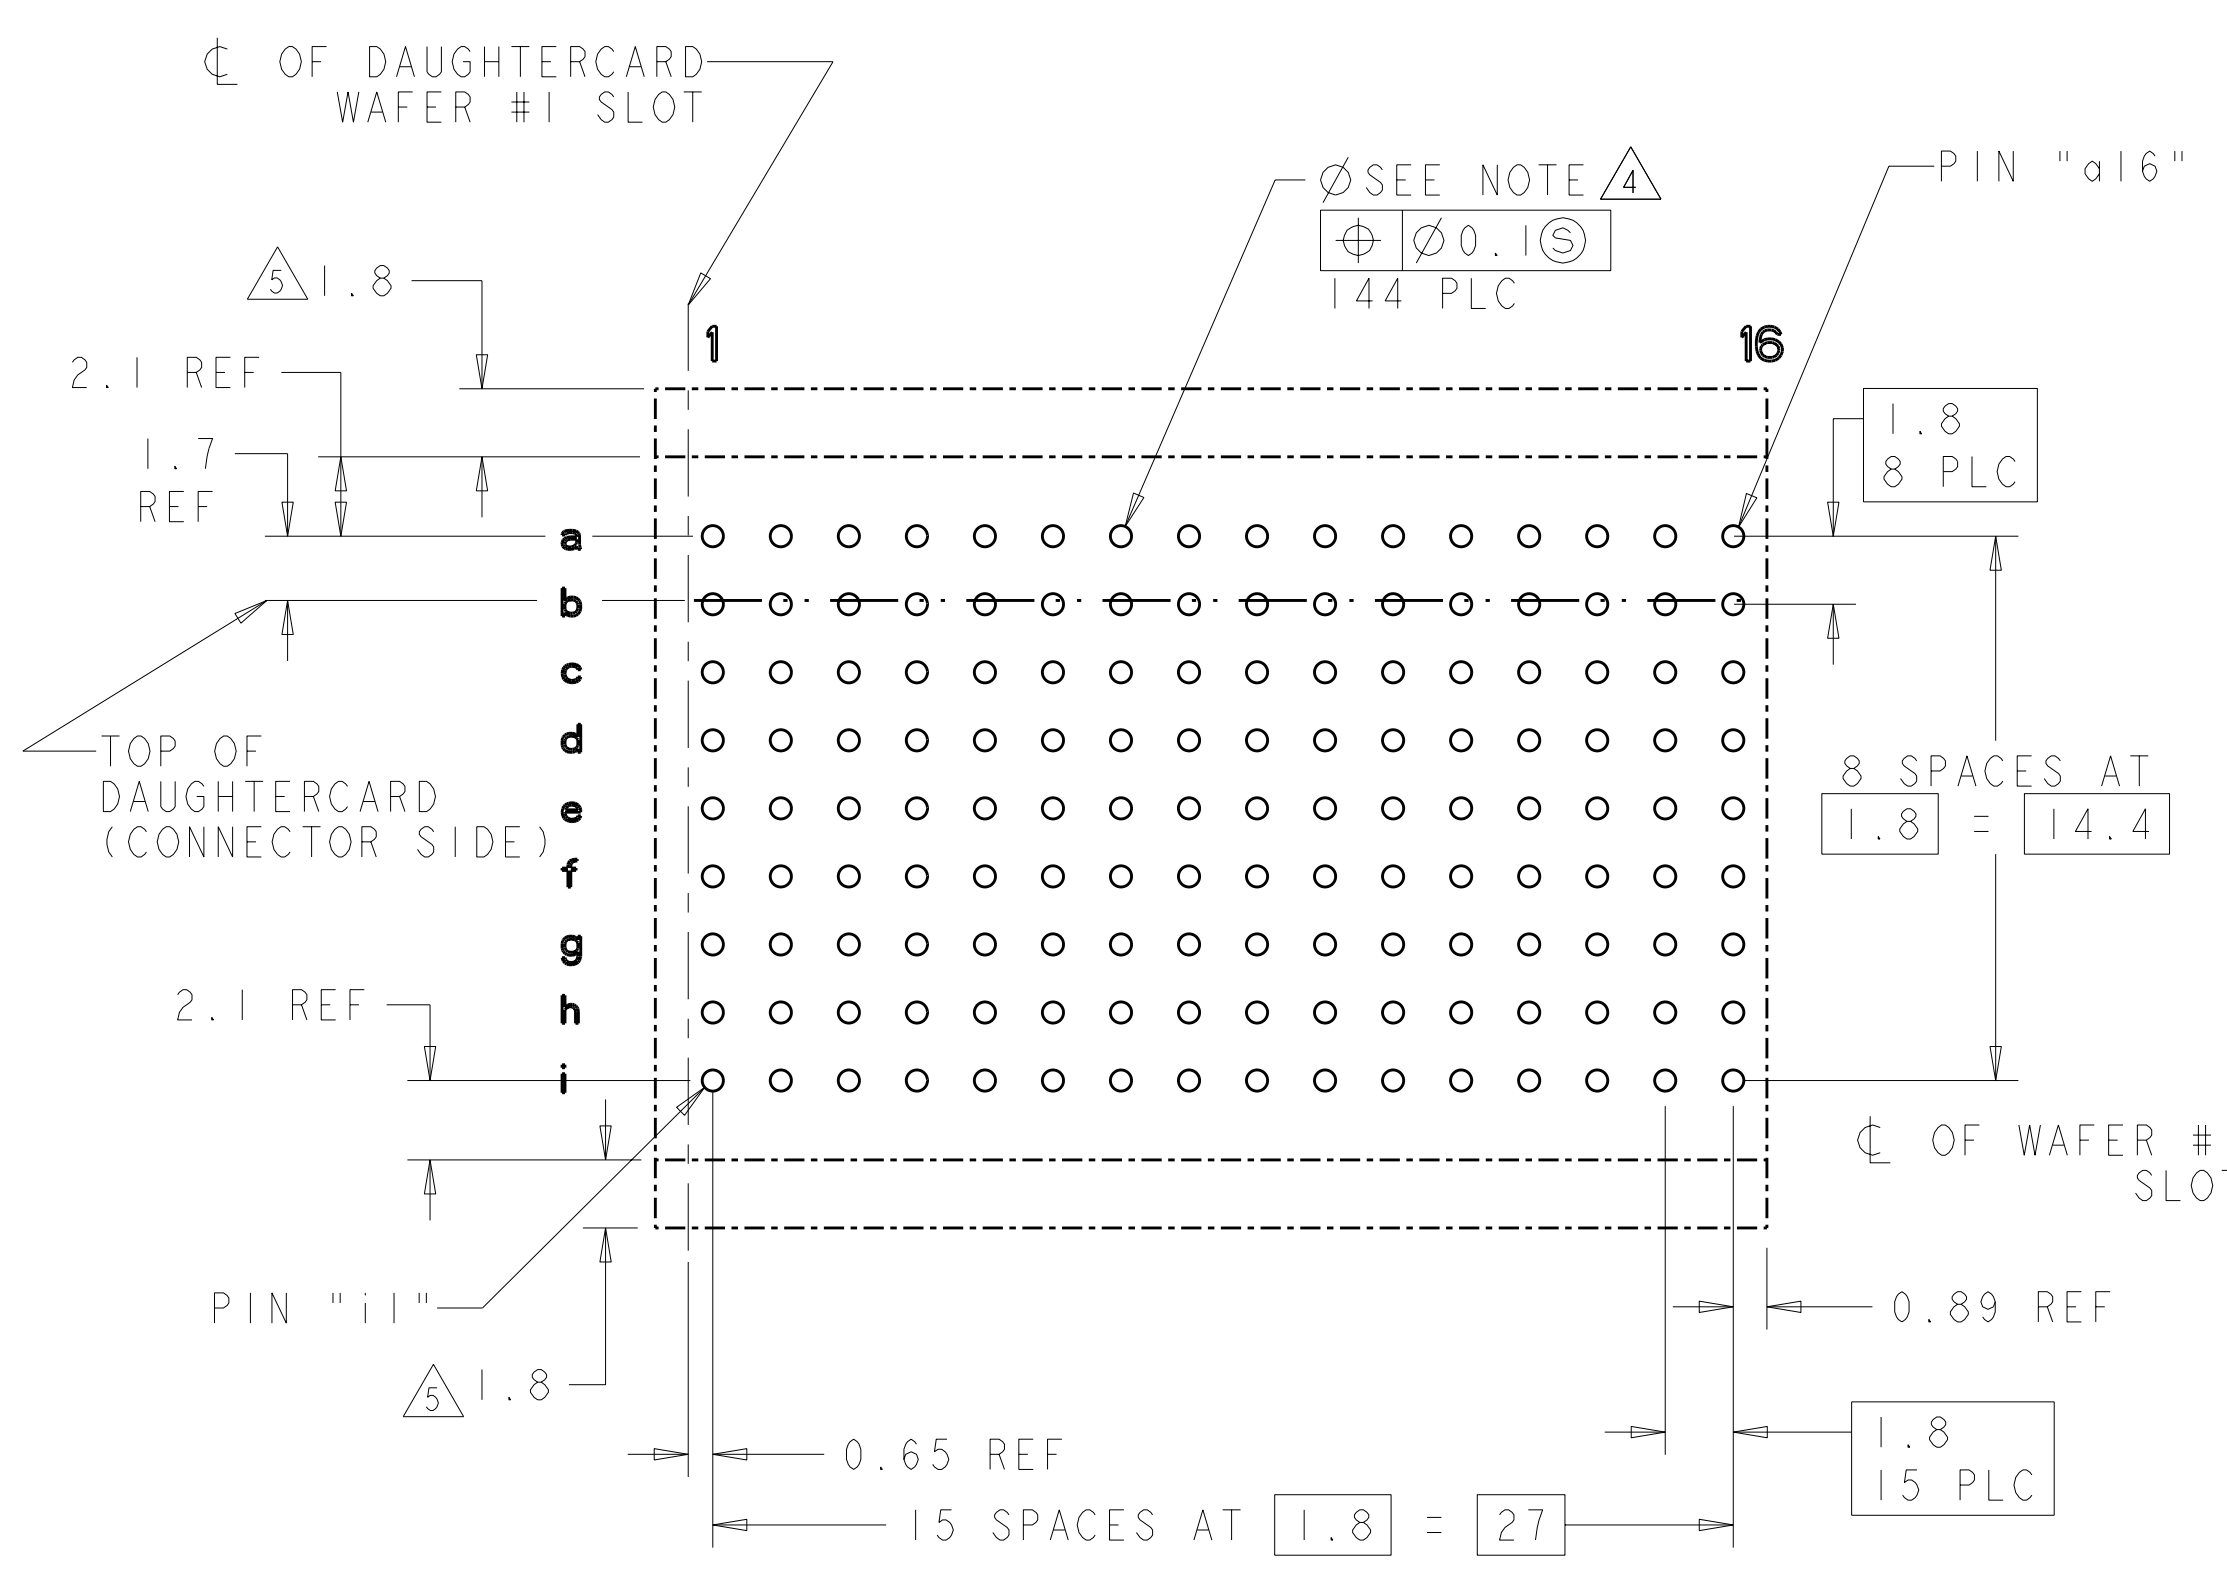 ℄ OF DAUGHTERCARD
WAFER #1 SLOT
⌀SEE NOTE 4
⌖ ⌀0.1Ⓢ
144 PLC
PIN "a16"
5 1.8
1
16
2.1 REF
1.7
REF
1.8
8 PLC
a
b
c
d
e
f
g
h
i
TOP OF
DAUGHTERCARD
(CONNECTOR SIDE)
8 SPACES AT
1.8 = 14.4
2.1 REF
℄ OF WAFER #
PIN "i1"
0.89 REF
5 1.8
1.8
15 PLC
0.65 REF
15 SPACES AT 1.8 = 27